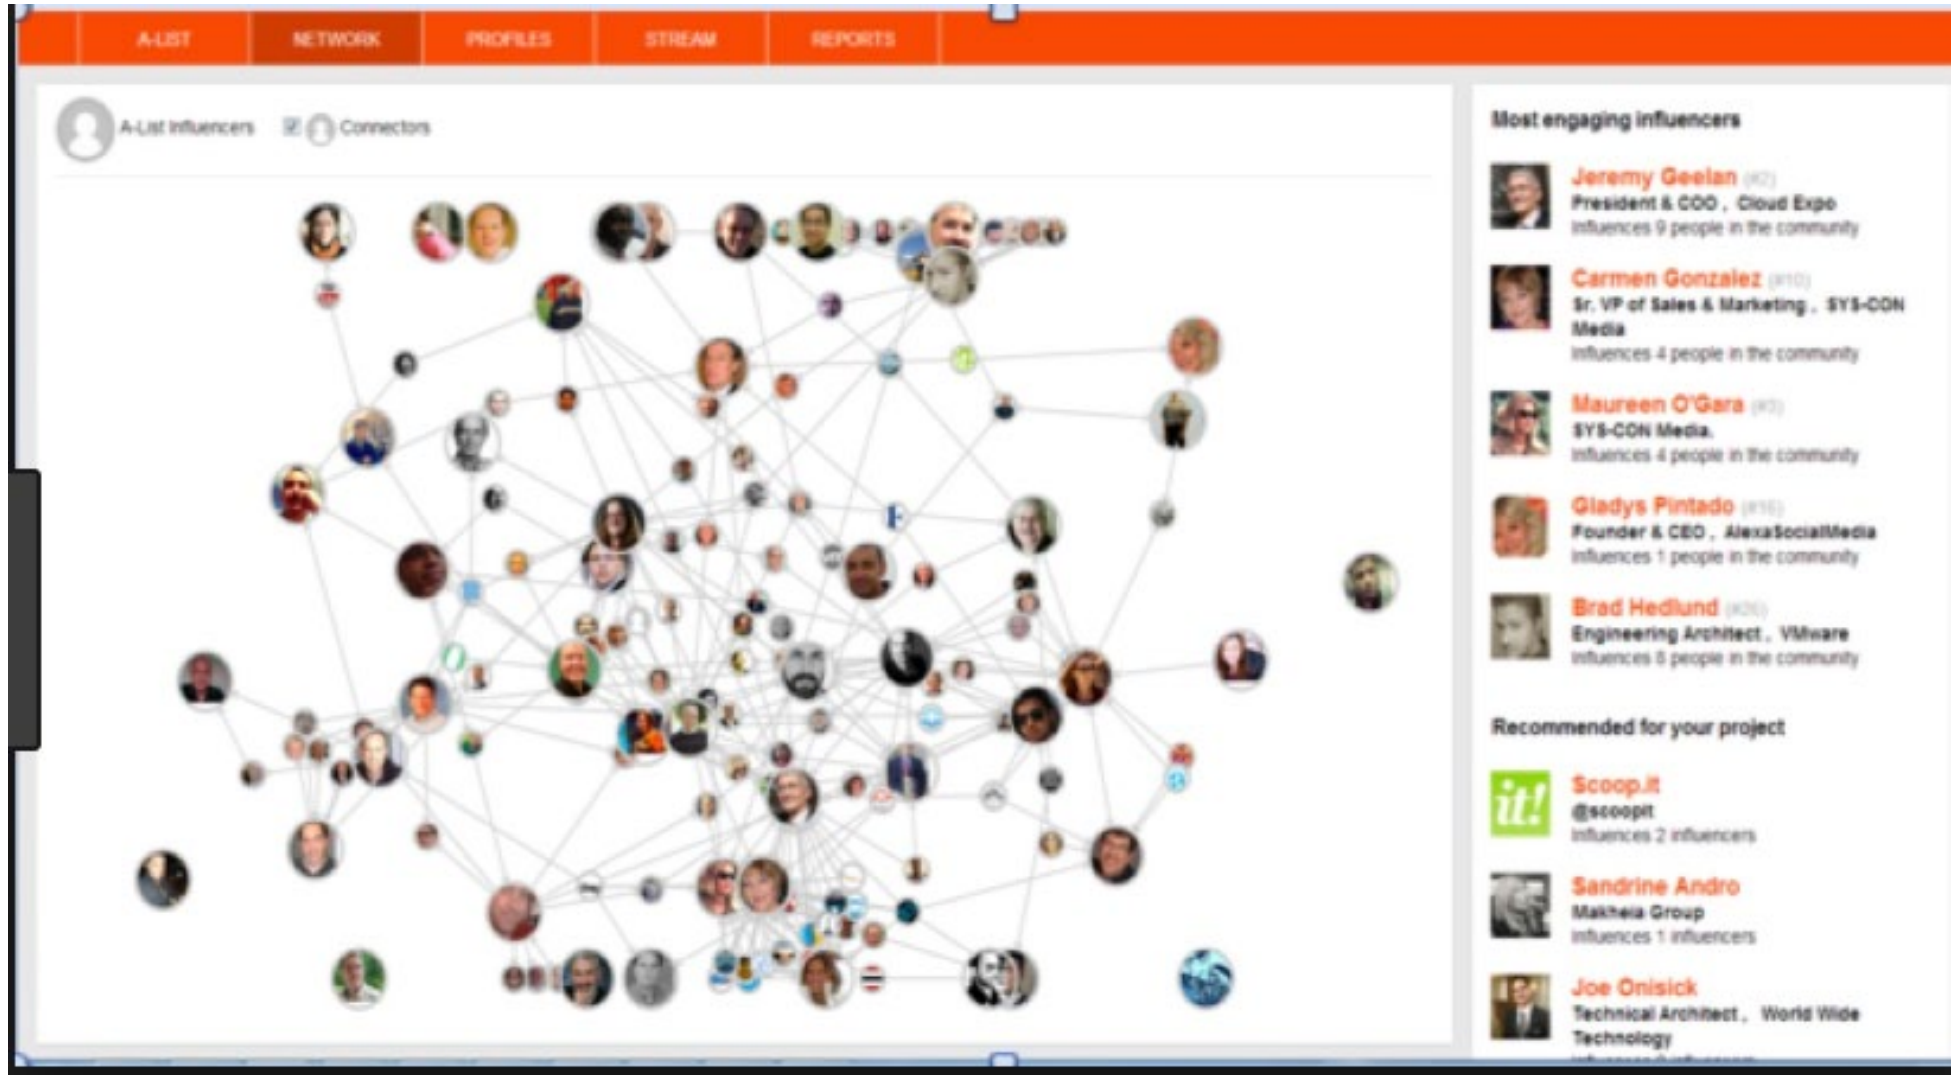 A-LIST
NETWORK
PROFILES
STREAM
REPORTS
A-List Influencers
Connectors
Most engaging influencers
Jeremy Geelan (#2)
President & COO , Cloud Expo
Influences 9 people in the community
Carmen Gonzalez (#10)
Sr. VP of Sales & Marketing , SYS-CON
Media
Influences 4 people in the community
Maureen O'Gara (#3)
SYS-CON Media,
Influences 4 people in the community
Gladys Pintado (#16)
Founder & CEO , AlexaSocialMedia
Influences 1 people in the community
Brad Hedlund
Engineering Architect , VMware
Influences 8 people in the community
Recommended for your project
it!
Scoop.it
@scoopit
Influences 2 influencers
Sandrine Andro
Makheia Group
Influences 1 influencers
Joe Onisick
Technical Architect , World Wide
Technology